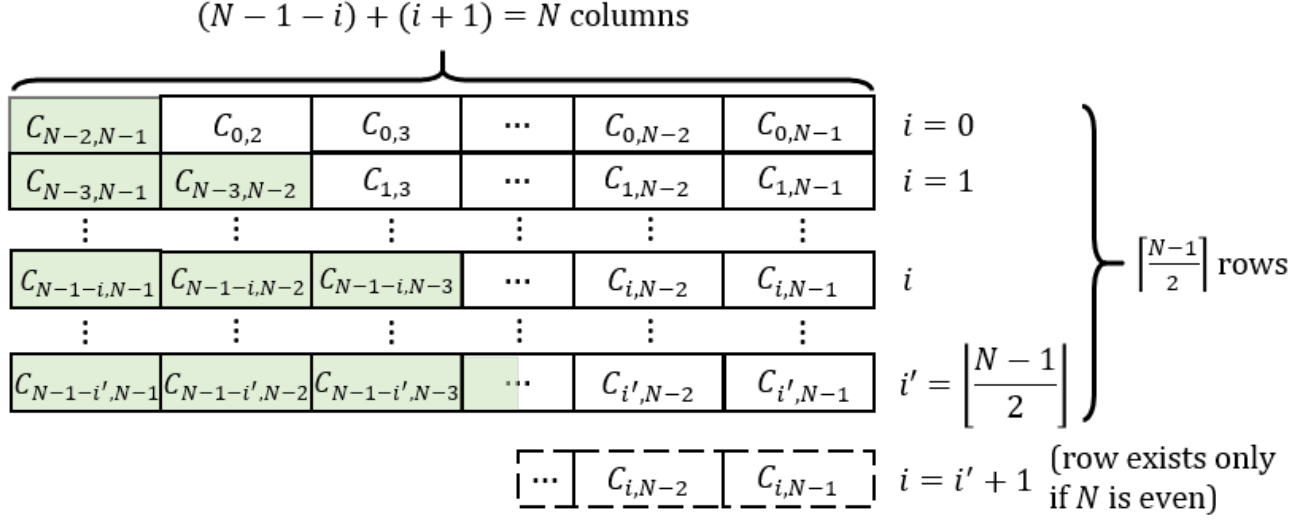 (N − 1 − i) + (i + 1) = N columns
C_{N−2,N−1} C_{0,2} C_{0,3} ⋯ C_{0,N−2} C_{0,N−1} i = 0
C_{N−3,N−1} C_{N−3,N−2} C_{1,3} ⋯ C_{1,N−2} C_{1,N−1} i = 1
⋮ ⋮ ⋮ ⋮ ⋮ ⋮
C_{N−1−i,N−1} C_{N−1−i,N−2} C_{N−1−i,N−3} ⋯ C_{i,N−2} C_{i,N−1} i
⌈(N−1)/2⌉ rows
⋮ ⋮ ⋮ ⋮ ⋮ ⋮
C_{N−1−i′,N−1} C_{N−1−i′,N−2} C_{N−1−i′,N−3} ⋯ C_{i′,N−2} C_{i′,N−1} i′ = ⌊(N − 1)/2⌋
⋯ C_{i,N−2} C_{i,N−1} i = i′ + 1 (row exists only
if N is even)